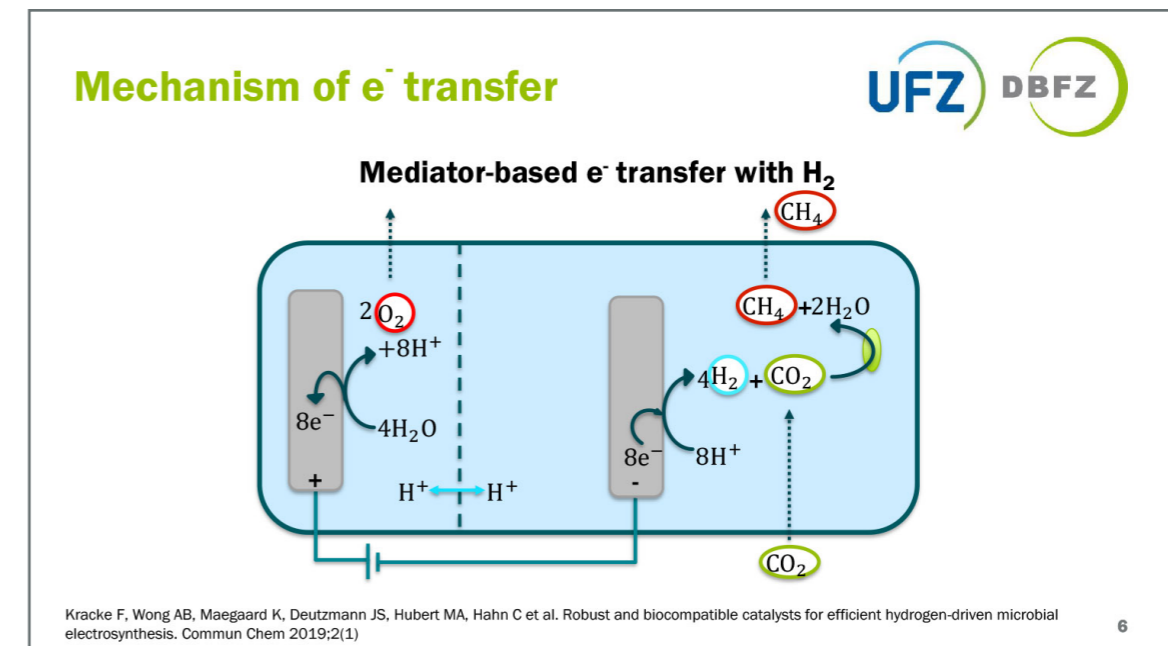 Mechanism of e⁻ transfer
UFZ
DBFZ
Mediator-based e⁻ transfer with H₂
CH₄
2O₂
+8H⁺
8e⁻
4H₂O
+
H⁺
H⁺
CH₄+2H₂O
4H₂+CO₂
8e⁻
8H⁺
-
CO₂
Kracke F, Wong AB, Maegaard K, Deutzmann JS, Hubert MA, Hahn C et al. Robust and biocompatible catalysts for efficient hydrogen-driven microbial
electrosynthesis. Commun Chem 2019;2(1)
6